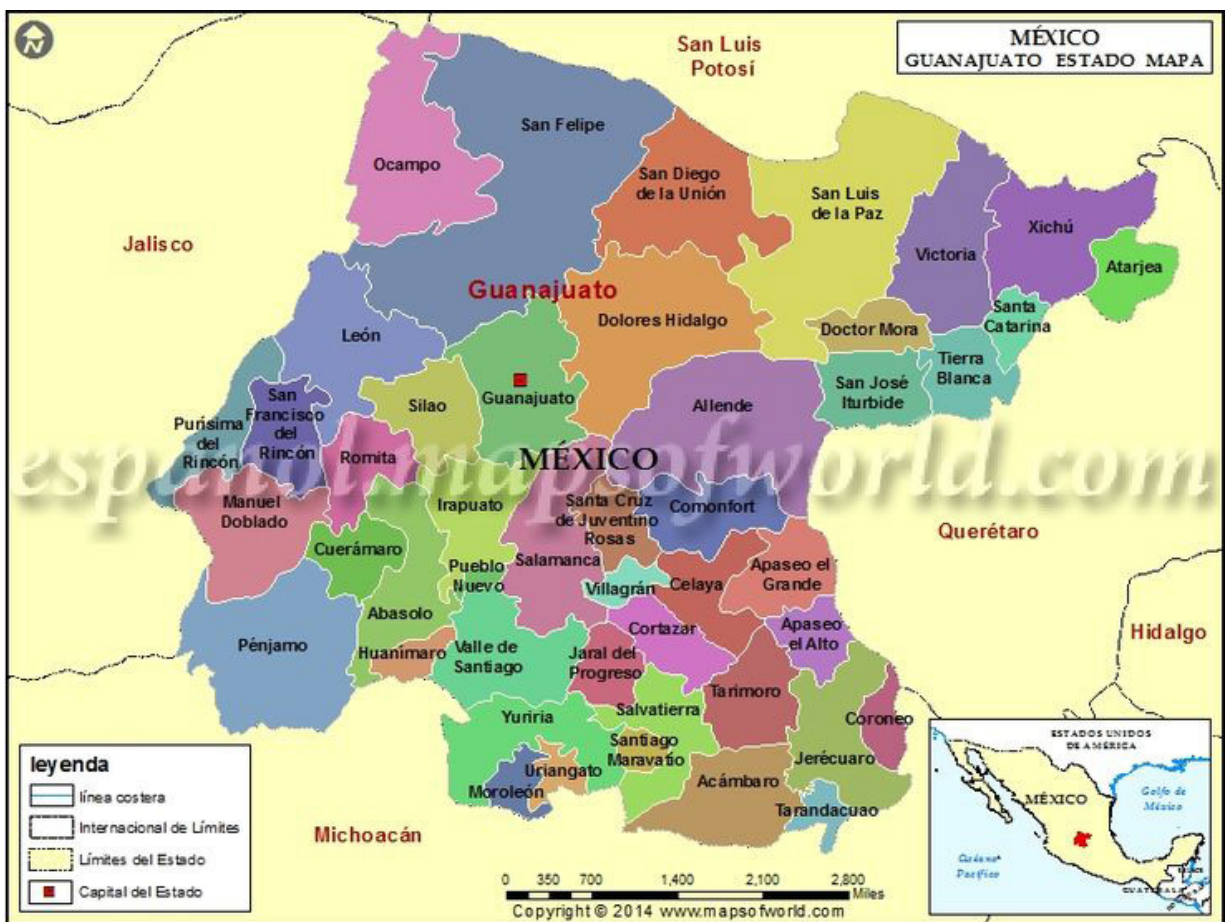 MÉXICO
GUANAJUATO ESTADO MAPA
San Luis
Potosí
San Felipe
Ocampo
San Diego
de la Unión
San Luis
de la Paz
Xichú
Jalisco
Victoria
Atarjea
Guanajuato
Santa
Catarina
León
Dolores Hidalgo
Doctor Mora
Tierra
Blanca
San José
Iturbide
Guanajuato
Silao
Allende
San
Francisco
del
Rincón
Purísima
del
Rincón
Romita
MÉXICO
espanol.mapsofworld.com
Manuel
Doblado
Irapuato
Santa Cruz
de Juventino
Rosas
Comonfort
Querétaro
Cuerámaro
Pueblo
Nuevo
Salamanca
Villagrán
Celaya
Apaseo el
Grande
Abasolo
Cortazar
Apaseo
el Alto
Hidalgo
Pénjamo
Huanímaro
Valle de
Santiago
Jaral del
Progreso
Tarimoro
Yuriria
Salvatierra
Coroneo
Santiago
Maravatio
Jerécuaro
Uriangato
Moroleón
Acámbaro
Tarandacuao
Michoacán
leyenda
línea costera
Internacional de Límites
Límites del Estado
Capital del Estado
0 350 700 1,400 2,100 2,800
Miles
Copyright © 2014 www.mapsofworld.com
ESTADOS UNIDOS
DE AMÉRICA
MÉXICO
Golfo de
México
Océano
Pacífico